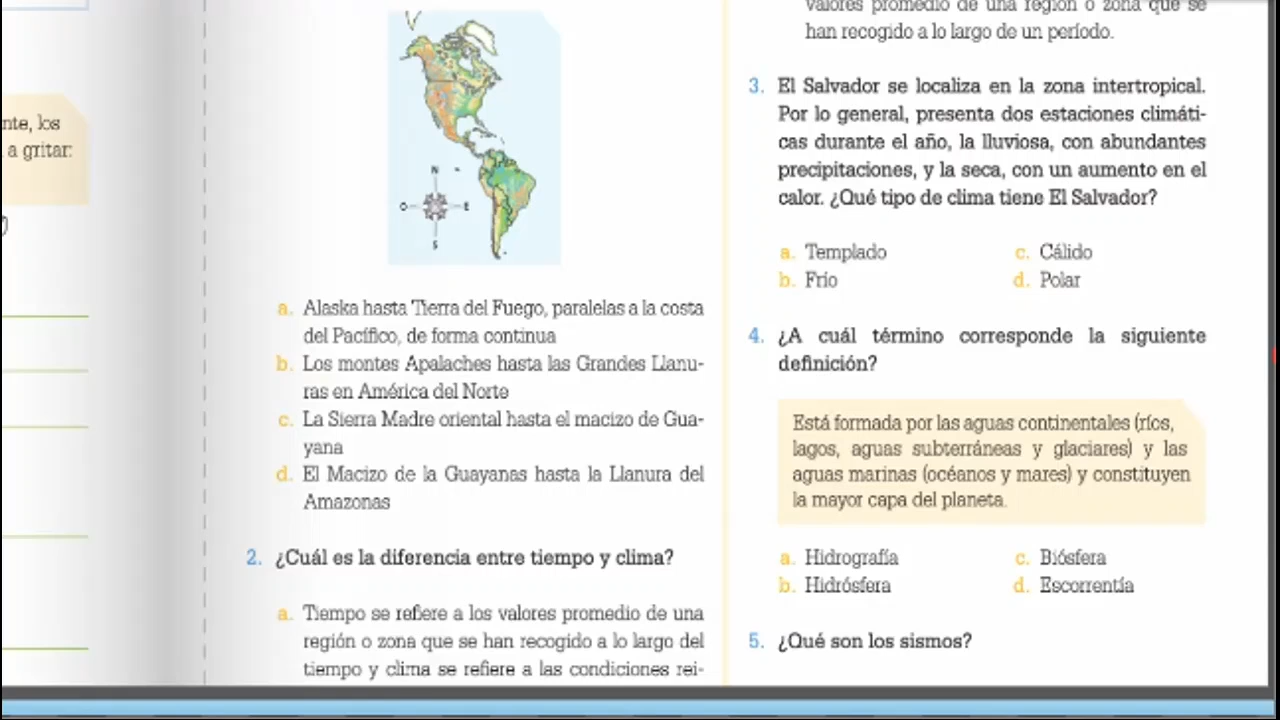 nte, los
a gritar:
N
O
E
S
a. Alaska hasta Tierra del Fuego, paralelas a la costa
del Pacífico, de forma continua
b. Los montes Apalaches hasta las Grandes Llanu-
ras en América del Norte
c. La Sierra Madre oriental hasta el macizo de Gua-
yana
d. El Macizo de la Guayanas hasta la Llanura del
Amazonas
2. ¿Cuál es la diferencia entre tiempo y clima?
a. Tiempo se refiere a los valores promedio de una
región o zona que se han recogido a lo largo del
tiempo y clima se refiere a las condiciones rei-
valores promedio de una región o zona que se
han recogido a lo largo de un período.
3. El Salvador se localiza en la zona intertropical.
Por lo general, presenta dos estaciones climáti-
cas durante el año, la lluviosa, con abundantes
precipitaciones, y la seca, con un aumento en el
calor. ¿Qué tipo de clima tiene El Salvador?
a. Templado
b. Frío
c. Cálido
d. Polar
4. ¿A cuál término corresponde la siguiente
definición?
Está formada por las aguas continentales (ríos,
lagos, aguas subterráneas y glaciares) y las
aguas marinas (océanos y mares) y constituyen
la mayor capa del planeta.
a. Hidrografía
b. Hidrósfera
c. Biósfera
d. Escorrentía
5. ¿Qué son los sismos?